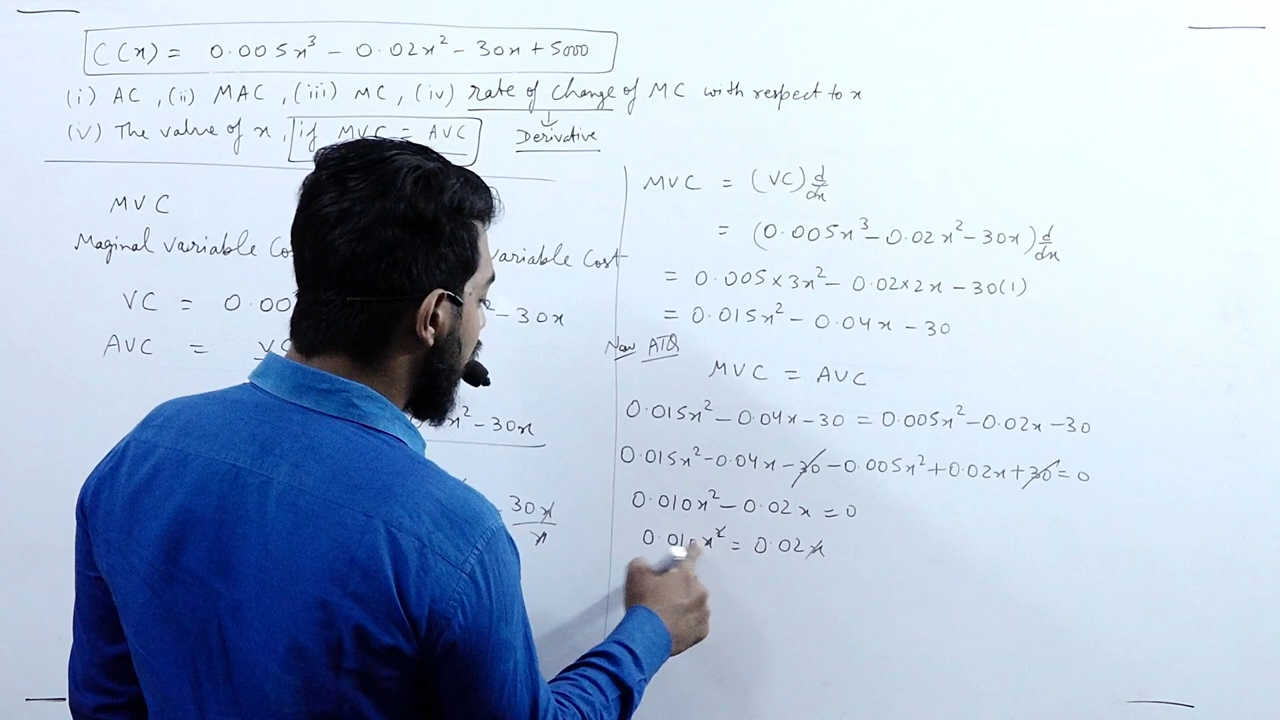 C(x) = 0.005x³ - 0.02x² - 30x + 5000
(i) AC , (ii) MAC , (iii) MC , (iv) rate of change of MC with respect to x
(v) The value of x , if MVC = AVC
↓
Derivative
MVC
Maginal variable Co
variable Cost
VC = 0.00
² - 30x
AVC =
x² - 30x
30x
x
MVC = (VC) d/dx
= (0.005x³ - 0.02x² - 30x) d/dx
= 0.005×3x² - 0.02×2x - 30(1)
= 0.015x² - 0.04x - 30
Now ATQ
MVC = AVC
0.015x² - 0.04x - 30 = 0.005x² - 0.02x - 30
0.015x² - 0.04x - 30 - 0.005x² + 0.02x + 30 = 0
0.010x² - 0.02x = 0
0.010x² = 0.02x